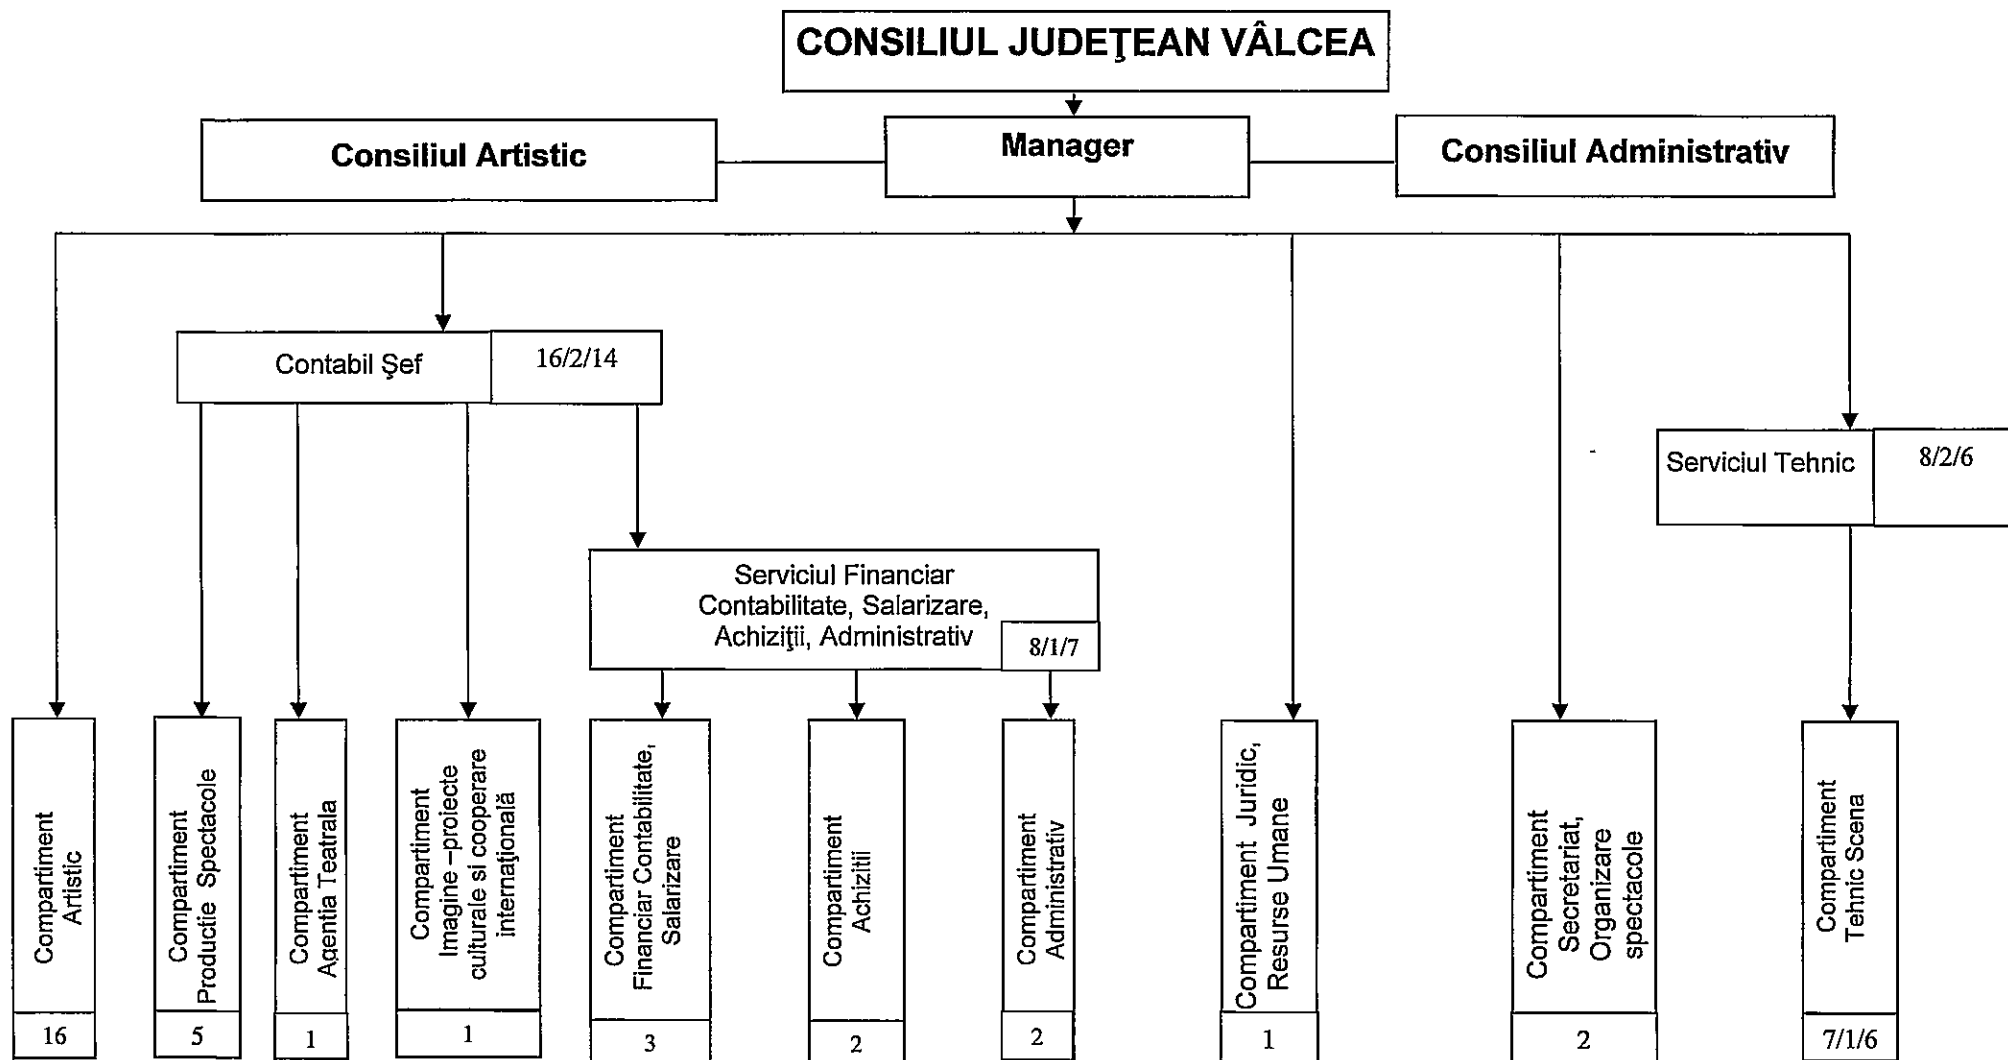 CONSILIUL JUDEŢEAN VÂLCEA
Consiliul Artistic
Manager
Consiliul Administrativ
Contabil Şef
16/2/14
Serviciul Tehnic
8/2/6
Serviciul Financiar
Contabilitate, Salarizare,
Achiziţii, Administrativ
8/1/7
Compartiment
Artistic
16
Compartiment
Productie Spectacole
5
Compartiment
Agentia Teatrala
1
Compartiment
Imagine –proiecte
culturale si cooperare
internaţională
1
Compartiment
Financiar Contabilitate,
Salarizare
3
Compartiment
Achizitii
2
Compartiment
Administrativ
2
Compartiment Juridic,
Resurse Umane
1
Compartiment
Secretariat,
Organizare
spectacole
2
Compartiment
Tehnic Scena
7/1/6